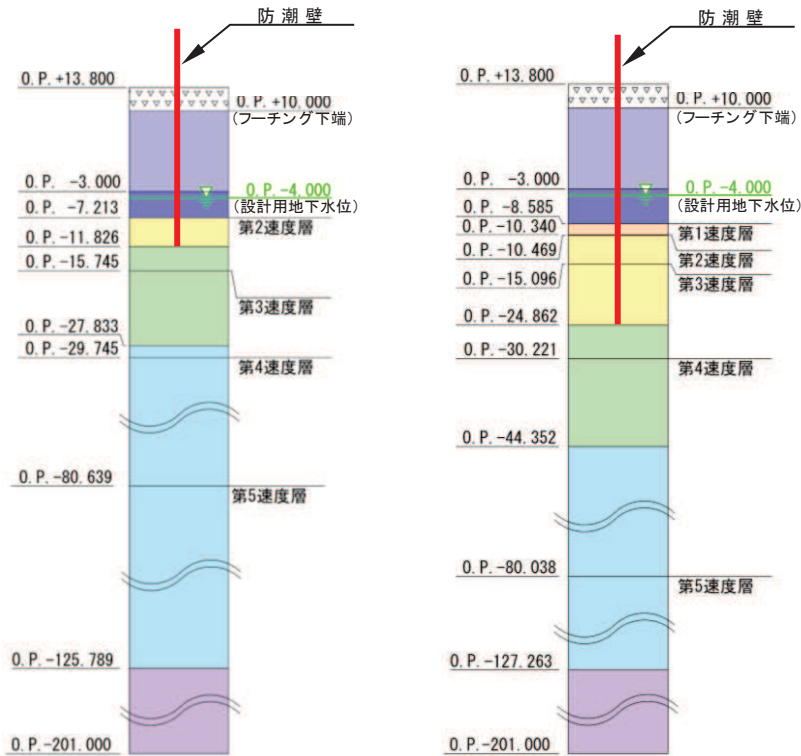 防潮壁
O.P.+13.800
O.P. +10.000
(フーチング下端)
O.P. -3.000
O.P.-4.000
(設計用地下水位)
O.P. -7.213
第2速度層
O.P.-11.826
O.P.-15.745
第3速度層
O.P.-27.833
O.P.-29.745
第4速度層
O.P.-80.639
第5速度層
O.P.-125.789
O.P.-201.000
防潮壁
O.P.+13.800
O.P. +10.000
(フーチング下端)
O.P. -3.000
O.P.-4.000
(設計用地下水位)
O.P. -8.585
第1速度層
O.P.-10.340
O.P.-10.469
第2速度層
O.P.-15.096
第3速度層
O.P.-24.862
O.P.-30.221
第4速度層
O.P.-44.352
O.P.-80.038
第5速度層
O.P.-127.263
O.P.-201.000